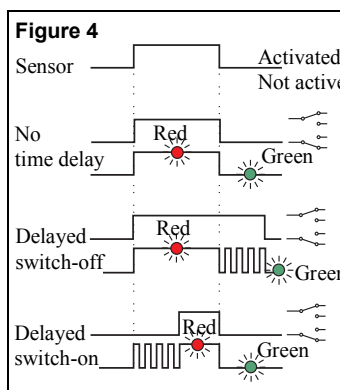 Figure 4
Sensor
Activated
Not active
No
time delay
Red
Green
Delayed
switch-off
Red
Green
Delayed
switch-on
Red
Green